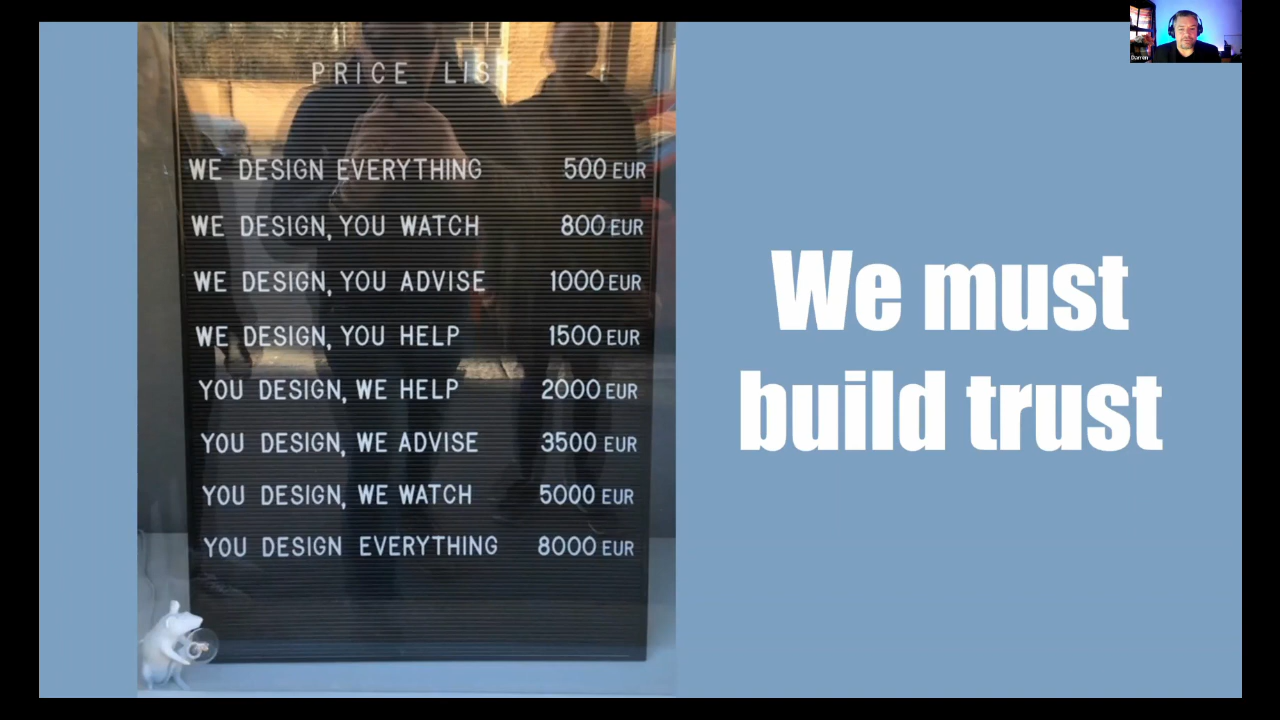 PRICE LIST
WE DESIGN EVERYTHING 500 EUR
WE DESIGN, YOU WATCH 800 EUR
WE DESIGN, YOU ADVISE 1000 EUR
WE DESIGN, YOU HELP 1500 EUR
YOU DESIGN, WE HELP 2000 EUR
YOU DESIGN, WE ADVISE 3500 EUR
YOU DESIGN, WE WATCH 5000 EUR
YOU DESIGN EVERYTHING 8000 EUR
We must
build trust
Darren